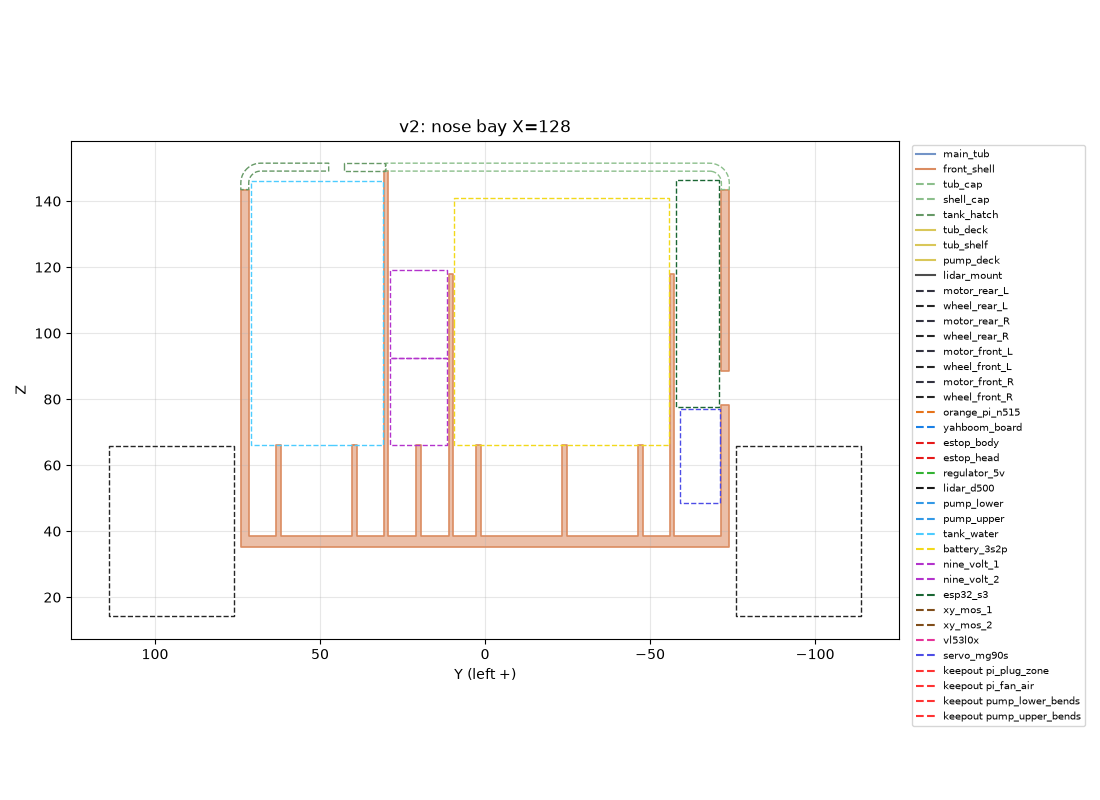 v2: nose bay X=128
Z
140
120
100
80
60
40
20
100
50
0
−50
−100
Y (left +)
main_tub
front_shell
tub_cap
shell_cap
tank_hatch
tub_deck
tub_shelf
pump_deck
lidar_mount
motor_rear_L
wheel_rear_L
motor_rear_R
wheel_rear_R
motor_front_L
wheel_front_L
motor_front_R
wheel_front_R
orange_pi_n515
yahboom_board
estop_body
estop_head
regulator_5v
lidar_d500
pump_lower
pump_upper
tank_water
battery_3s2p
nine_volt_1
nine_volt_2
esp32_s3
xy_mos_1
xy_mos_2
vl53l0x
servo_mg90s
keepout pi_plug_zone
keepout pi_fan_air
keepout pump_lower_bends
keepout pump_upper_bends